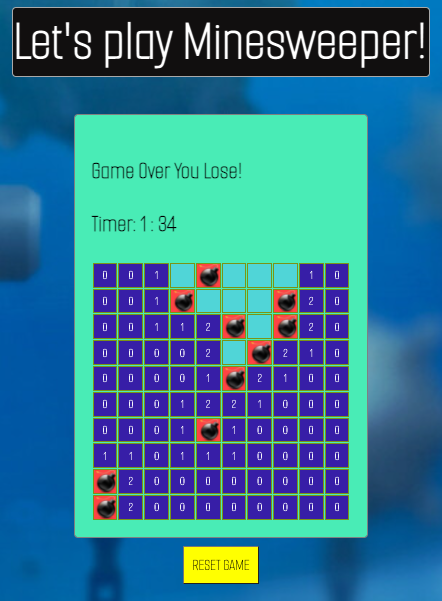 Let's play Minesweeper!
Game Over You Lose!
Timer: 1 : 34
0 0 1 1 0
0 0 1 2 0
0 0 1 1 2 2 0
0 0 0 0 2 2 1 0
0 0 0 0 1 2 1 0 0
0 0 0 1 2 2 1 0 0 0
0 0 0 1 1 0 0 0 0
1 1 0 1 1 1 0 0 0 0
2 0 0 0 0 0 0 0 0
2 0 0 0 0 0 0 0 0
RESET GAME